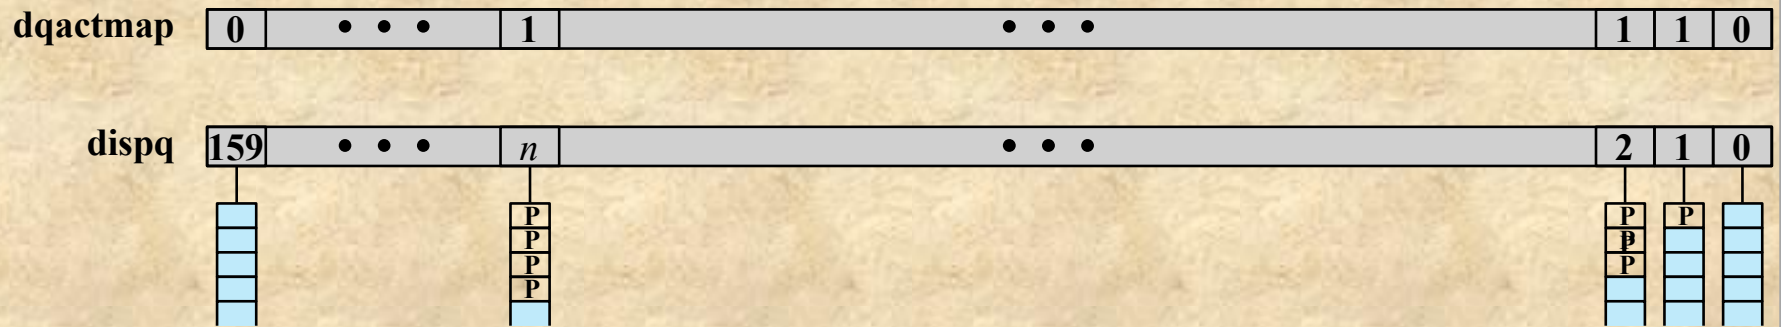 dqactmap 0 • • • 1 • • • 1 1 0
dispq 159 • • • n • • • 2 1 0
P P P
P P
P P
P